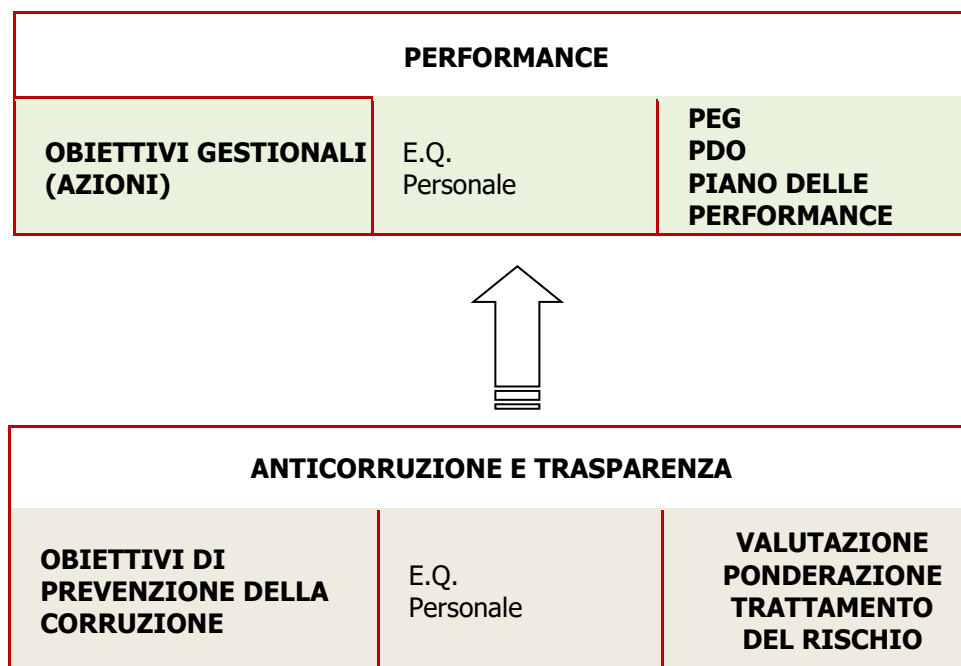 PERFORMANCE
OBIETTIVI GESTIONALI
(AZIONI)
E.Q.
Personale
PEG
PDO
PIANO DELLE
PERFORMANCE
ANTICORRUZIONE E TRASPARENZA
OBIETTIVI DI
PREVENZIONE DELLA
CORRUZIONE
E.Q.
Personale
VALUTAZIONE
PONDERAZIONE
TRATTAMENTO
DEL RISCHIO